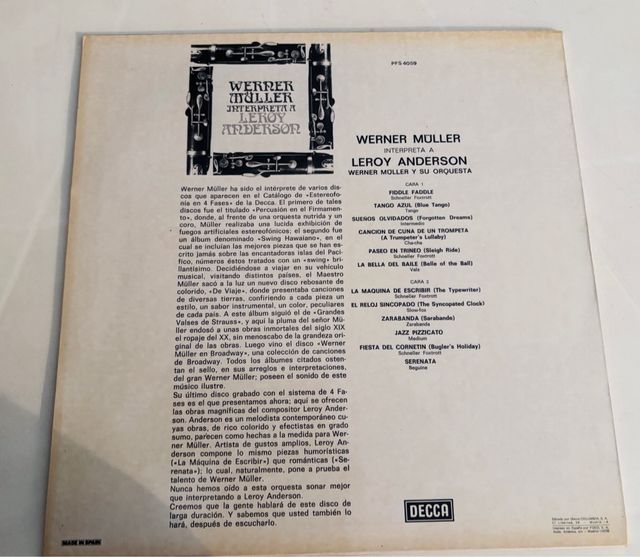 WERNER
MÜLLER
INTERPRETA A
LEROY
ANDERSON
Werner Müller ha sido el intérprete de varios dis-
cos que aparecen en el Catálogo de «Estereofo-
nía en 4 Fases» de la Decca. El primero de tales
discos fue el titulado «Percusión en el Firmamen-
to», donde, al frente de una orquesta nutrida y un
coro, Müller realizaba una lucida exhibición de
fuegos artificiales estereofónicos; el segundo fue
un álbum denominado «Swing Hawaiano», en el
cual se incluían las mejores piezas que se han es-
crito jamás sobre las encantadoras islas del Pací-
fico, números éstos tratados con un «swing» bri-
llantísimo. Decidiéndose a viajar en su vehículo
musical, visitando distintos países, el Maestro
Müller sacó a la luz un nuevo disco rebosante de
colorido, «De Viaje», donde presentaba canciones
de diversas tierras, confiriendo a cada pieza un
estilo, un sabor instrumental, un color, peculiares
de cada país. A este álbum siguió el de «Grandes
Valses de Strauss», y aquí la pluma del señor Mü-
ller endosó a unas obras inmortales del siglo XIX
el ropaje del XX, sin menoscabo de la grandeza ori-
ginal de las obras. Luego vino el disco «Werner
Müller en Broadway», una colección de canciones
de Broadway. Todos los álbumes citados osten-
tan el sello, en sus arreglos e interpretaciones,
del gran Werner Müller; poseen el sonido de este
músico ilustre.
Su último disco grabado con el sistema de 4 Fa-
ses es el que presentamos ahora; aquí se ofrecen
las obras magníficas del compositor Leroy Ander-
son. Anderson es un melodista contemporáneo cu-
yas obras, de rico colorido y efectistas en grado
sumo, parecen como hechas a la medida para Wer-
ner Müller. Artista de gustos amplios, Leroy An-
derson compone lo mismo piezas humorísticas
(«La Máquina de Escribir») que románticas («Se-
renata»); lo cual, naturalmente, pone a prueba el
talento de Werner Müller.
Nunca hemos oído a esta orquesta sonar mejor
que interpretando a Leroy Anderson.
Creemos que la gente hablará de este disco de
larga duración. Y sabemos que usted también lo
hará, después de escucharlo.
MADE IN SPAIN
PFS 4059
WERNER MÜLLER
INTERPRETA A
LEROY ANDERSON
WERNER MÜLLER Y SU ORQUESTA
CARA 1
FIDDLE FADDLE
Schneller Foxtrott
TANGO AZUL (Blue Tango)
Tango
SUEÑOS OLVIDADOS (Forgotten Dreams)
Intermedio
CANCION DE CUNA DE UN TROMPETA
(A Trumpeter's Lullaby)
Cha-cha
PASEO EN TRINEO (Sleigh Ride)
Schneller Foxtrott
LA BELLA DEL BAILE (Belle of the Ball)
Vals
CARA 2
LA MAQUINA DE ESCRIBIR (The Typewriter)
Schneller Foxtrott
EL RELOJ SINCOPADO (The Syncopated Clock)
Slow-fox
ZARABANDA (Sarabande)
Zarabanda
JAZZ PIZZICATO
Medium
FIESTA DEL CORNETIN (Bugler's Holiday)
Schneller Foxtrott
SERENATA
Beguine
DECCA